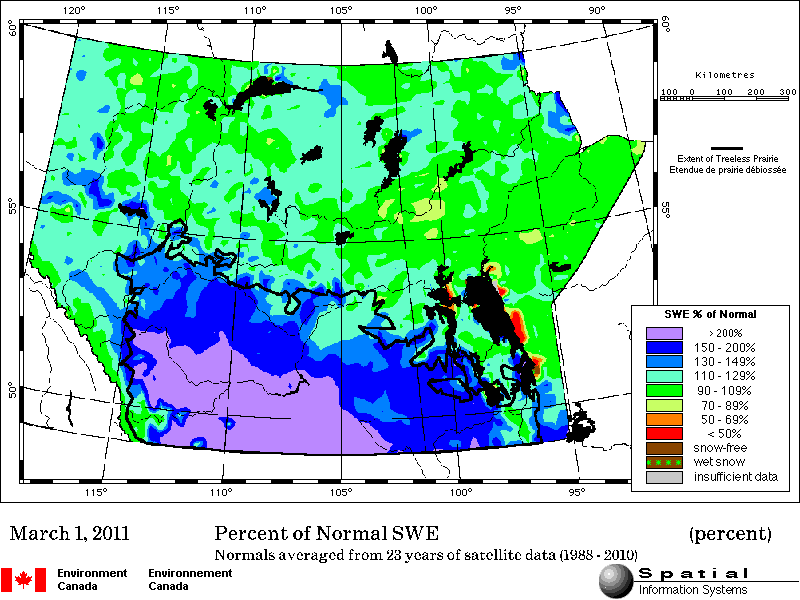 120° 115° 110° 105° 100° 95° 90°
60° 60°
Kilometres
100 0 100 200 300
Extent of Treeless Prairie
Etendue de prairie débiossée
55° 55°
50°
SWE % of Normal
> 200%
150 - 200%
130 - 149%
110 - 129%
90 - 109%
70 - 89%
50 - 69%
< 50%
snow-free
wet snow
insufficient data
115° 110° 105° 100° 95°
March 1, 2011 Percent of Normal SWE (percent)
Normals averaged from 23 years of satellite data (1988 - 2010)
Environment Environnement
Canada Canada
Spatial
Information Systems